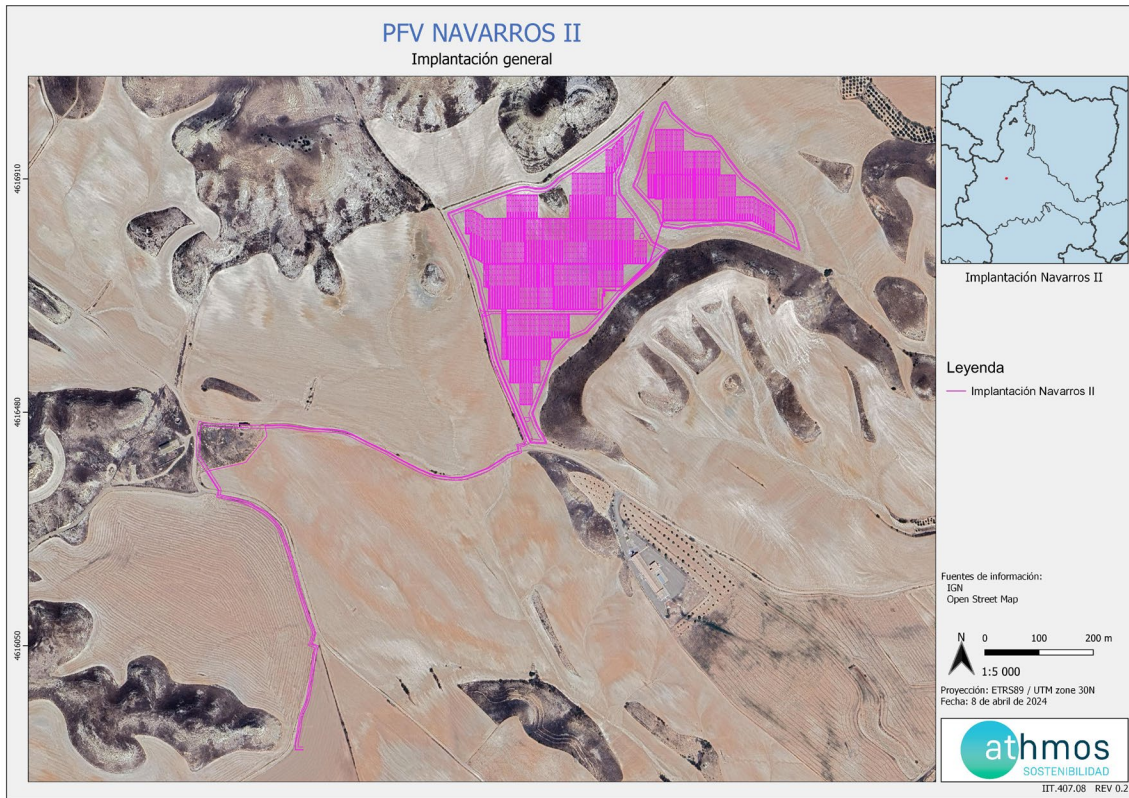 PFV NAVARROS II
Implantación general
4616910
4616480
4616050
Implantación Navarros II
Leyenda
Implantación Navarros II
Fuentes de información:
IGN
Open Street Map
N
0 100 200 m
1:5 000
Proyección: ETRS89 / UTM zone 30N
Fecha: 8 de abril de 2024
athmos
SOSTENIBILIDAD
IIT.407.08 REV 0.2